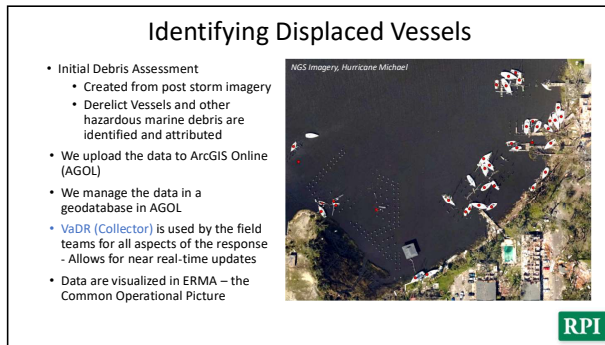 Identifying Displaced Vessels
• Initial Debris Assessment
• Created from post storm imagery
• Derelict Vessels and other
hazardous marine debris are
identified and attributed
• We upload the data to ArcGIS Online
(AGOL)
• We manage the data in a
geodatabase in AGOL
• VaDR (Collector) is used by the field
teams for all aspects of the response
- Allows for near real-time updates
• Data are visualized in ERMA – the
Common Operational Picture
NGS Imagery, Hurricane Michael
RPI